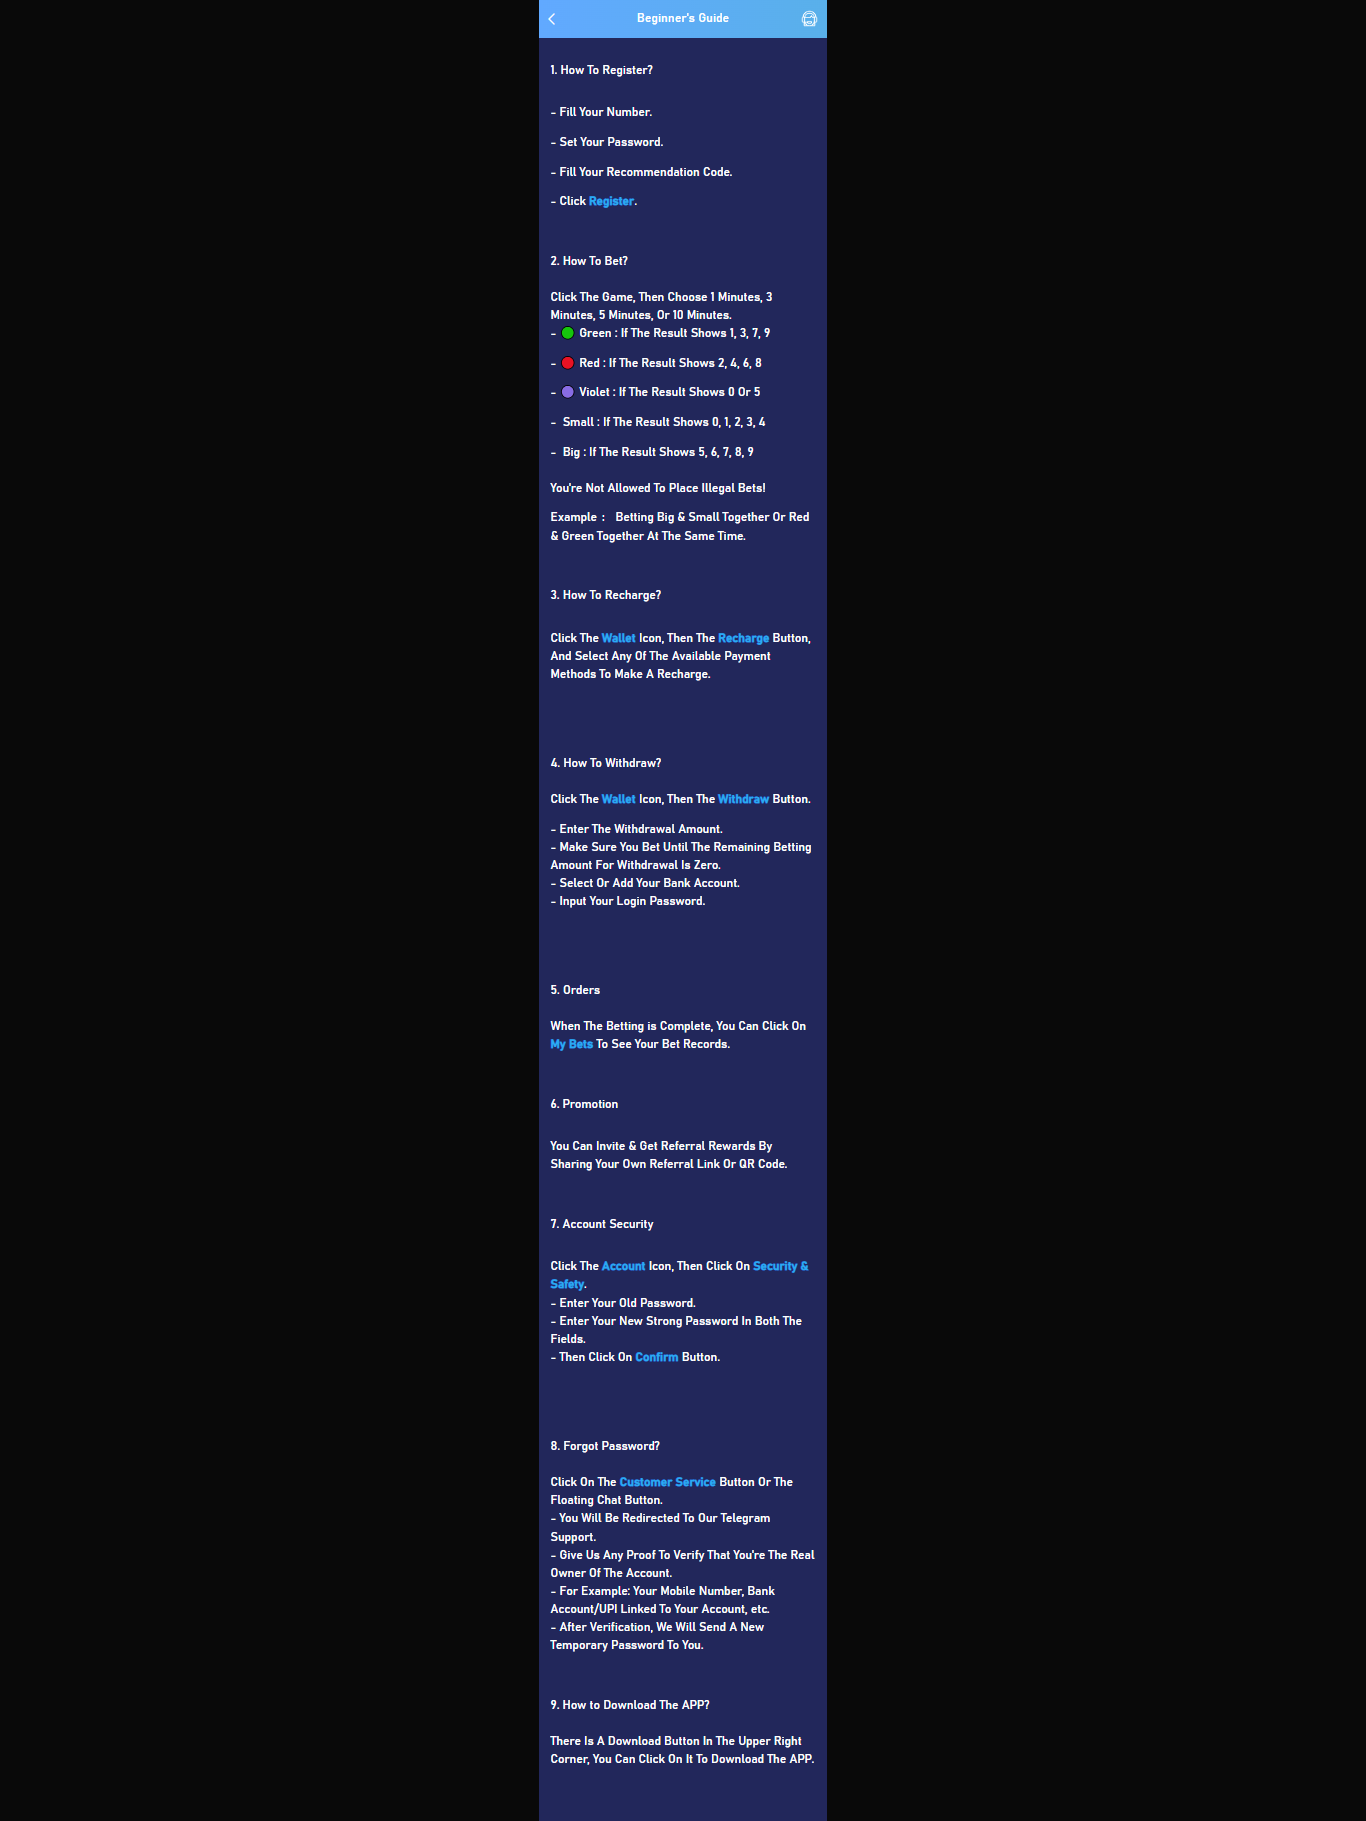 Beginner's Guide
1. How To Register?
- Fill Your Number.
- Set Your Password.
- Fill Your Recommendation Code.
- Click Register.
2. How To Bet?
Click The Game, Then Choose 1 Minutes, 3
Minutes, 5 Minutes, Or 10 Minutes.
- Green : If The Result Shows 1, 3, 7, 9
- Red : If The Result Shows 2, 4, 6, 8
- Violet : If The Result Shows 0 Or 5
- Small : If The Result Shows 0, 1, 2, 3, 4
- Big : If The Result Shows 5, 6, 7, 8, 9
You're Not Allowed To Place Illegal Bets!
Example : Betting Big & Small Together Or Red
& Green Together At The Same Time.
3. How To Recharge?
Click The Wallet Icon, Then The Recharge Button,
And Select Any Of The Available Payment
Methods To Make A Recharge.
4. How To Withdraw?
Click The Wallet Icon, Then The Withdraw Button.
- Enter The Withdrawal Amount.
- Make Sure You Bet Until The Remaining Betting
Amount For Withdrawal Is Zero.
- Select Or Add Your Bank Account.
- Input Your Login Password.
5. Orders
When The Betting is Complete, You Can Click On
My Bets To See Your Bet Records.
6. Promotion
You Can Invite & Get Referral Rewards By
Sharing Your Own Referral Link Or QR Code.
7. Account Security
Click The Account Icon, Then Click On Security &
Safety.
- Enter Your Old Password.
- Enter Your New Strong Password In Both The
Fields.
- Then Click On Confirm Button.
8. Forgot Password?
Click On The Customer Service Button Or The
Floating Chat Button.
- You Will Be Redirected To Our Telegram
Support.
- Give Us Any Proof To Verify That You're The Real
Owner Of The Account.
- For Example: Your Mobile Number, Bank
Account/UPI Linked To Your Account, etc.
- After Verification, We Will Send A New
Temporary Password To You.
9. How to Download The APP?
There Is A Download Button In The Upper Right
Corner, You Can Click On It To Download The APP.